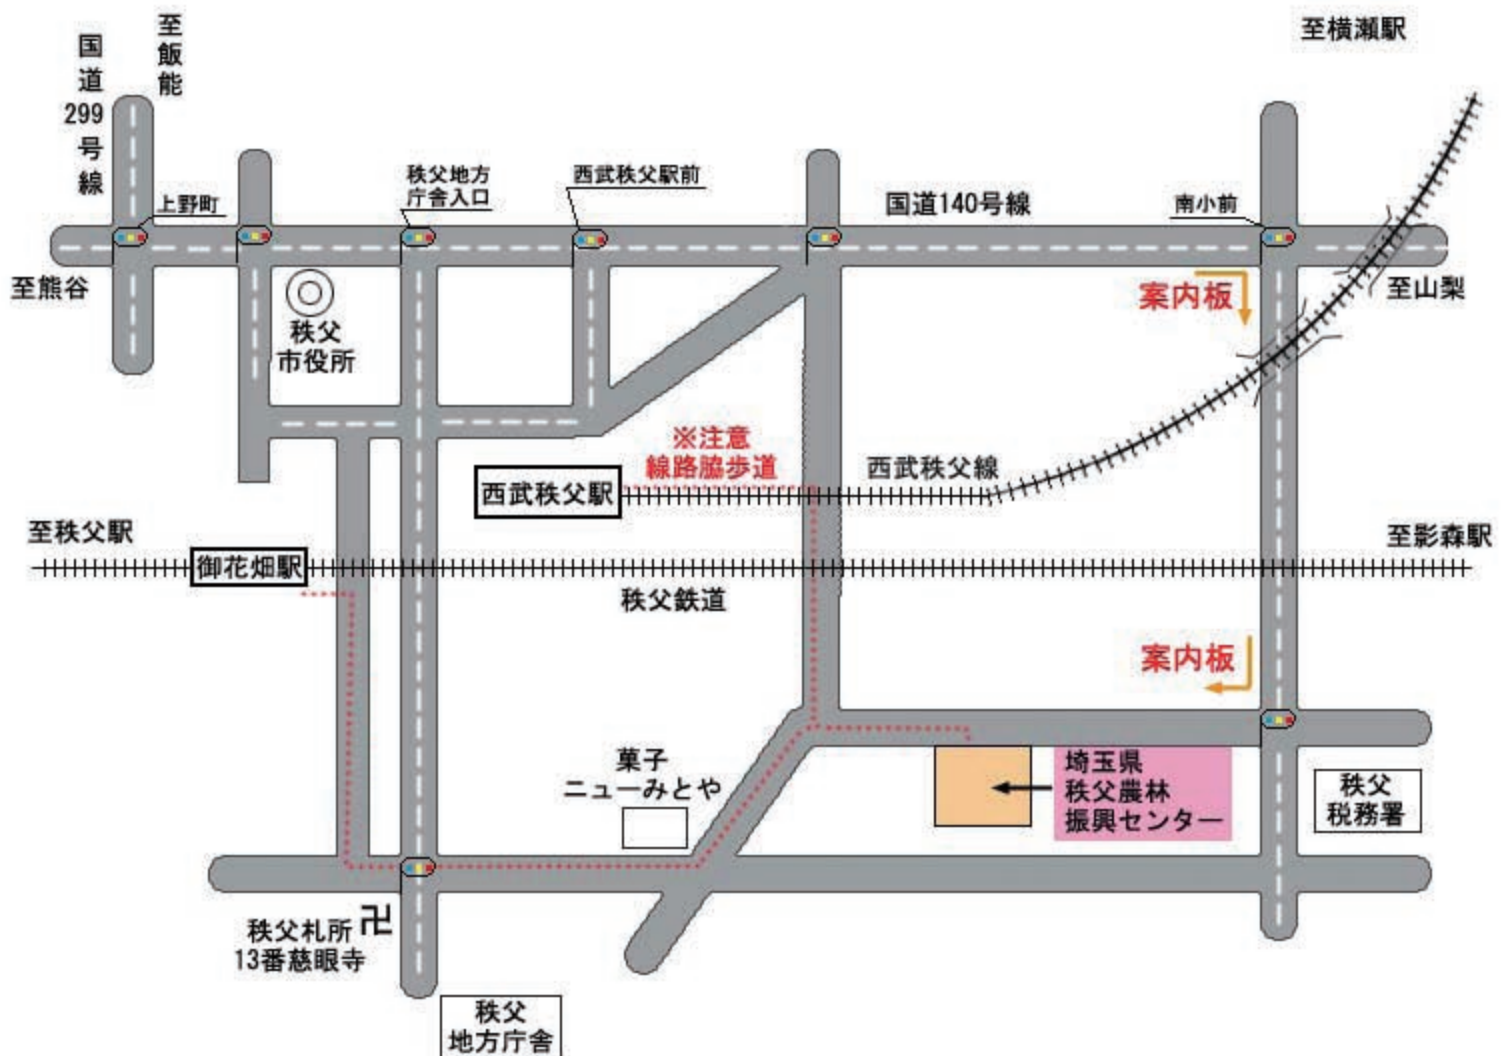 至横瀬駅
至飯能
国道299号線
秩父地方
庁舎入口
西武秩父駅前
上野町
国道140号線
南小前
至熊谷
案内板
至山梨
秩父
市役所
※注意
線路脇歩道
西武秩父駅
西武秩父線
至秩父駅
至影森駅
御花畑駅
秩父鉄道
案内板
菓子
ニューみとや
埼玉県
秩父農林
振興センター
秩父
税務署
秩父札所
13番慈眼寺
卍
秩父
地方庁舎